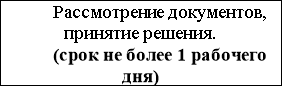 Рассмотрение документов,
принятие решения.
(срок не более 1 рабочего
дня)